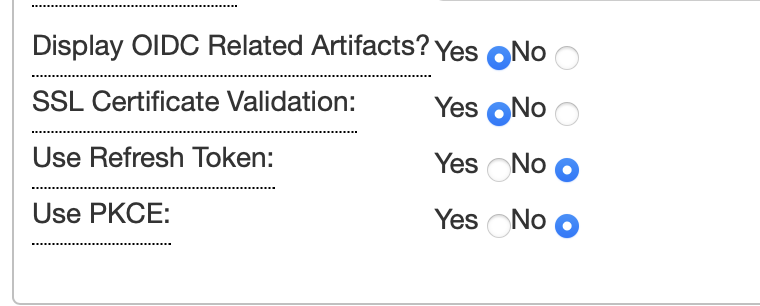 Display OIDC Related Artifacts? Yes No
SSL Certificate Validation: Yes No
Use Refresh Token: Yes No
Use PKCE: Yes No